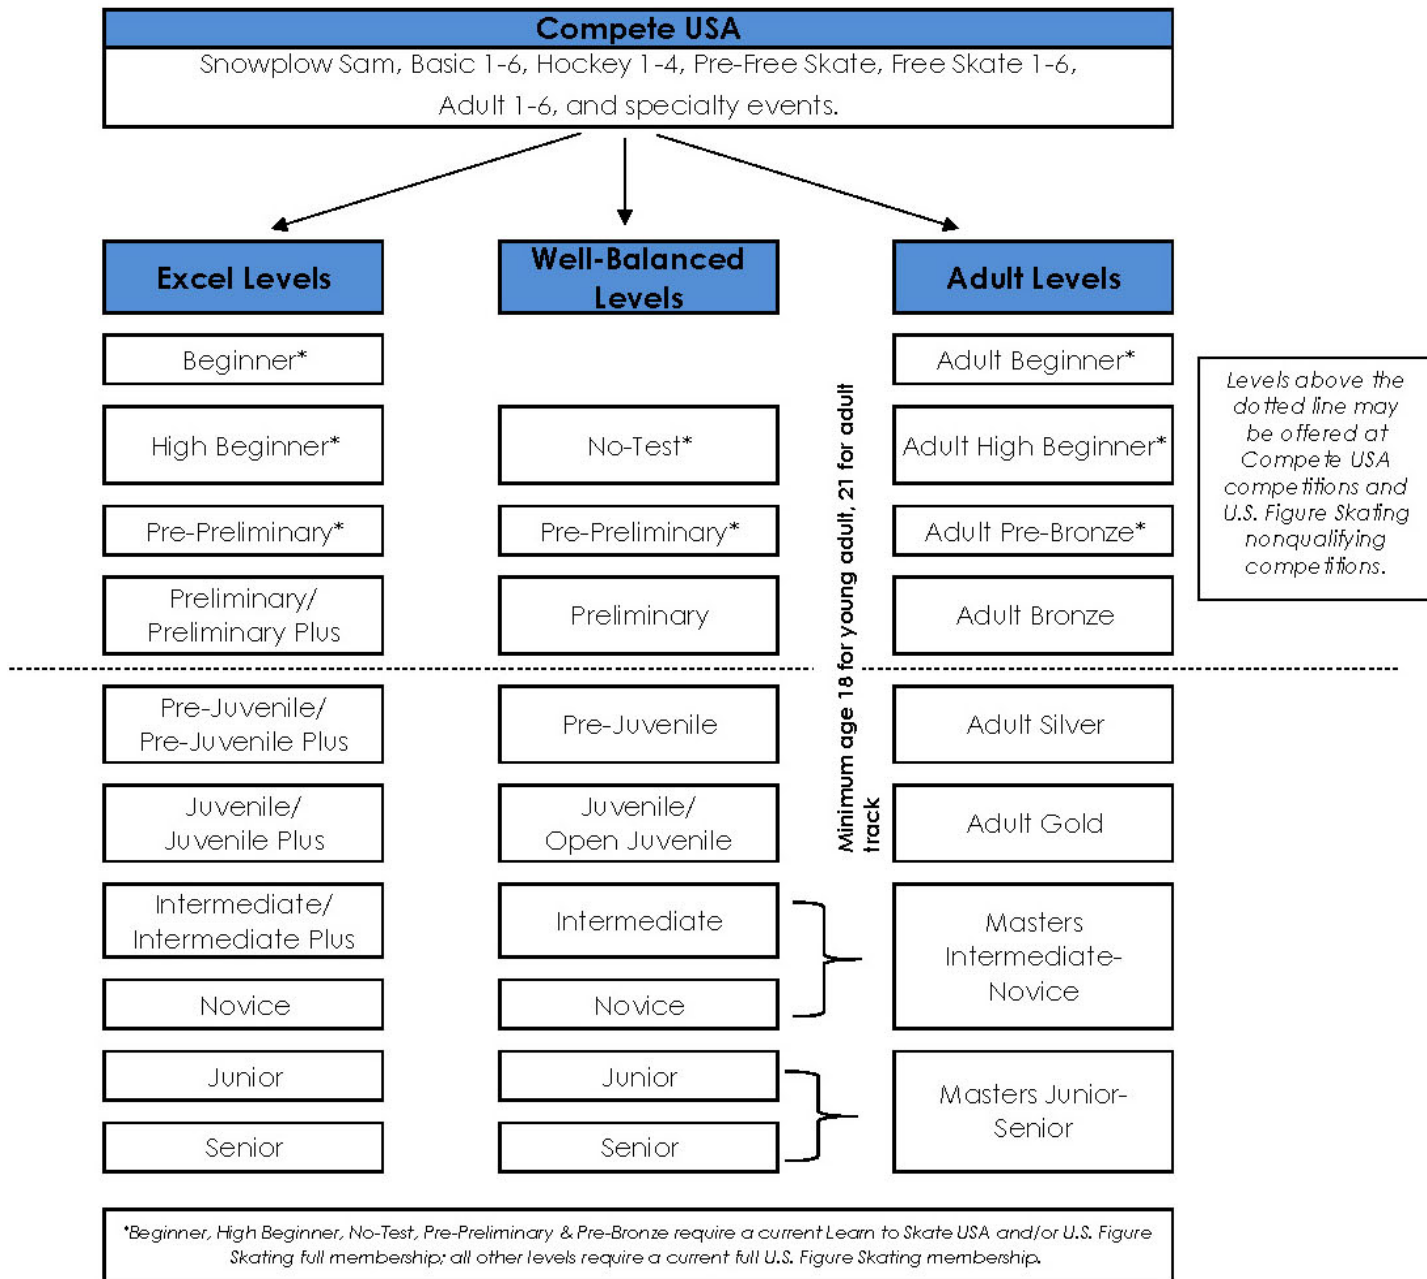 Compete USA
Snowplow Sam, Basic 1-6, Hockey 1-4, Pre-Free Skate, Free Skate 1-6,
Adult 1-6, and specialty events.
Excel Levels
Beginner*
High Beginner*
Pre-Preliminary*
Preliminary/
Preliminary Plus
Pre-Juvenile/
Pre-Juvenile Plus
Juvenile/
Juvenile Plus
Intermediate/
Intermediate Plus
Novice
Junior
Senior
Well-Balanced
Levels
No-Test*
Pre-Preliminary*
Preliminary
Pre-Juvenile
Juvenile/
Open Juvenile
Intermediate
Novice
Junior
Senior
Minimum age 18 for young adult, 21 for adult
track
Adult Levels
Adult Beginner*
Adult High Beginner*
Adult Pre-Bronze*
Adult Bronze
Adult Silver
Adult Gold
Masters
Intermediate-
Novice
Masters Junior-
Senior
Levels above the
dotted line may
be offered at
Compete USA
competitions and
U.S. Figure Skating
nonqualifying
competitions.
*Beginner, High Beginner, No-Test, Pre-Preliminary & Pre-Bronze require a current Learn to Skate USA and/or U.S. Figure
Skating full membership; all other levels require a current full U.S. Figure Skating membership.